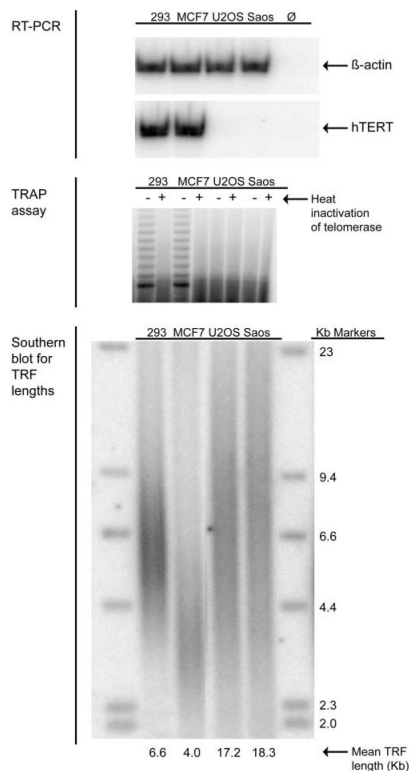 293 MCF7 U2OS Saos Ø
RT-PCR
← ß-actin
← hTERT
293 MCF7 U2OS Saos
TRAP
assay
- + - + - + - +
← Heat
inactivation
of telomerase
Southern
blot for
TRF
lengths
293 MCF7 U2OS Saos
Kb Markers
23
9.4
6.6
4.4
2.3
2.0
6.6 4.0 17.2 18.3
← Mean TRF
length (Kb)